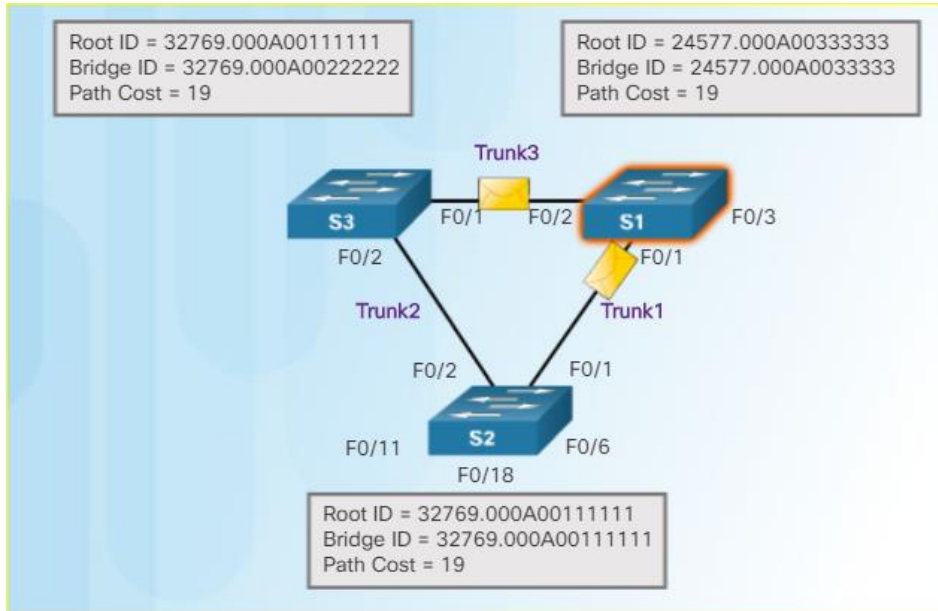 Root ID = 32769.000A00111111
Bridge ID = 32769.000A00222222
Path Cost = 19
Root ID = 24577.000A00333333
Bridge ID = 24577.000A0033333
Path Cost = 19
Trunk3
S3
F0/1
F0/2
S1
F0/3
F0/2
F0/1
Trunk2
Trunk1
F0/2
F0/1
F0/11
S2
F0/6
F0/18
Root ID = 32769.000A00111111
Bridge ID = 32769.000A00111111
Path Cost = 19